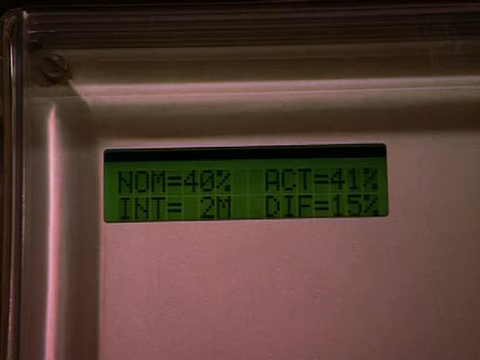 NOM=40% ACT=41%
INT= 2M DIF=15%